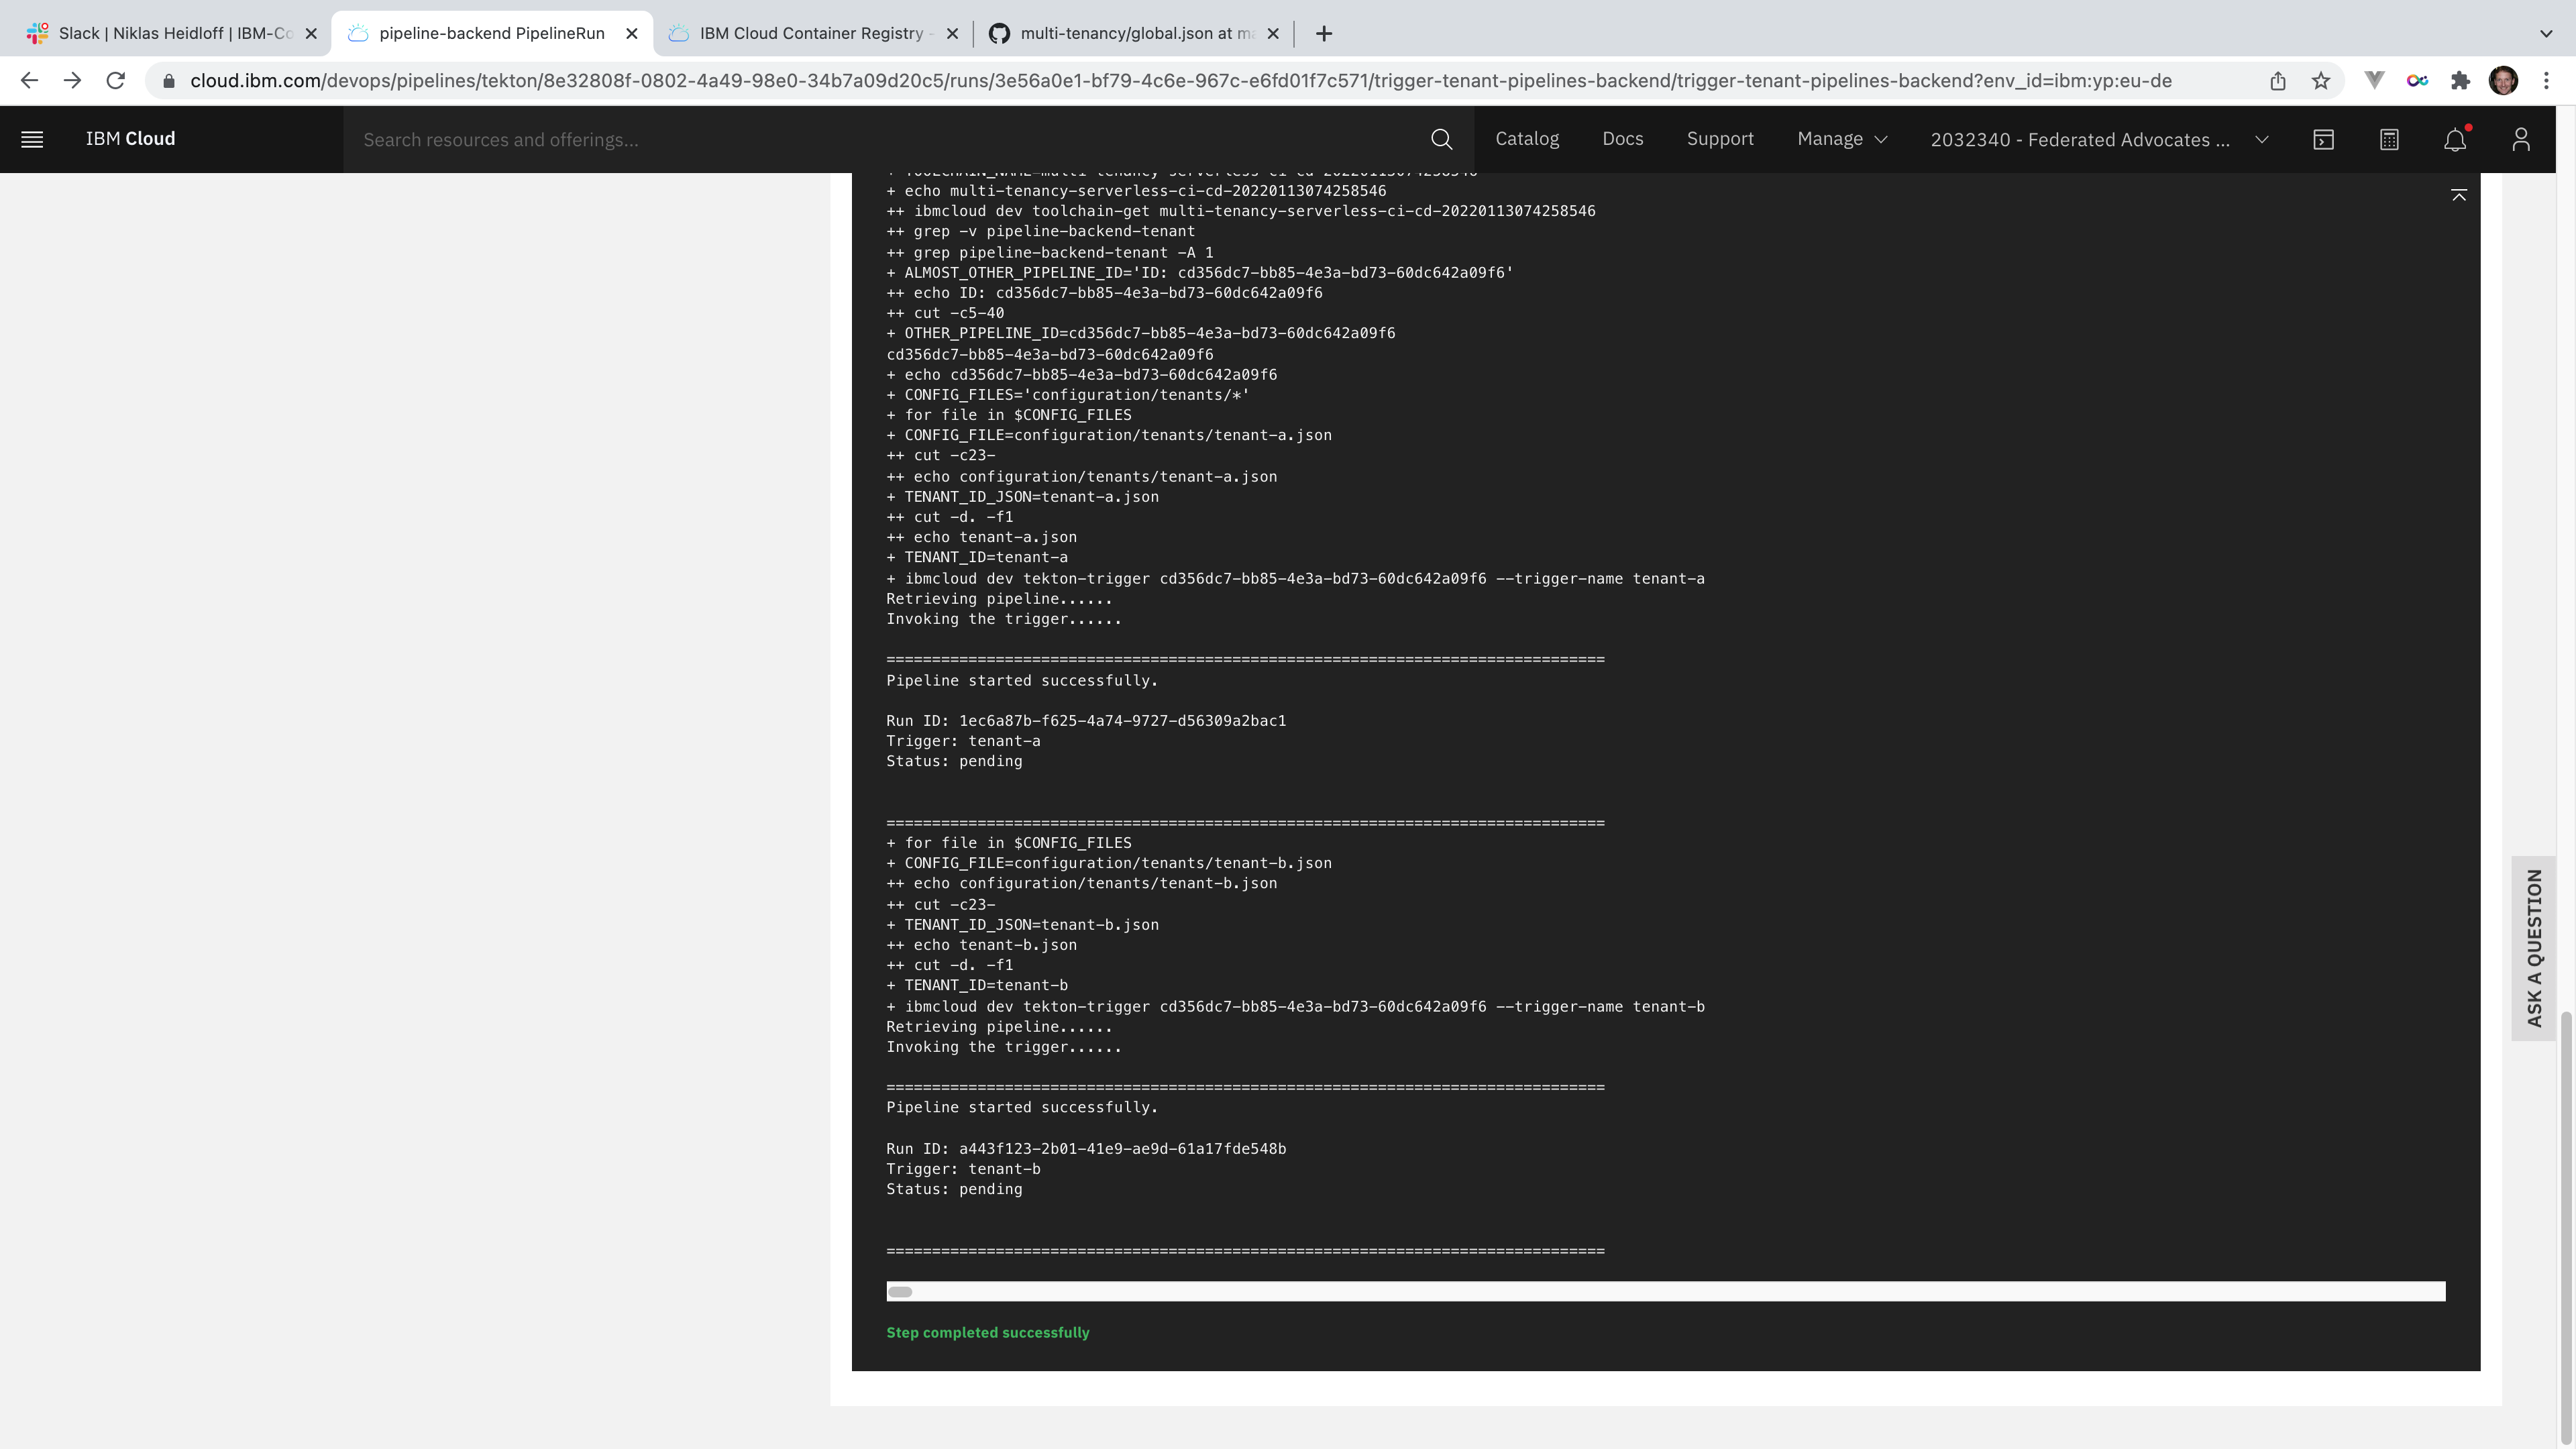 Slack | Niklas Heidloff | IBM-Co
pipeline-backend PipelineRun
IBM Cloud Container Registry -
multi-tenancy/global.json at ma
cloud.ibm.com/devops/pipelines/tekton/8e32808f-0802-4a49-98e0-34b7a09d20c5/runs/3e56a0e1-bf79-4c6e-967c-e6fd01f7c571/trigger-tenant-pipelines-backend/trigger-tenant-pipelines-backend?env_id=ibm:yp:eu-de
IBM Cloud
Search resources and offerings...
Catalog
Docs
Support
Manage
2032340 - Federated Advocates ...
+ TOOLCHAIN_NAME=multi-tenancy-serverless-ci-cd-20220113074258546
+ echo multi-tenancy-serverless-ci-cd-20220113074258546
++ ibmcloud dev toolchain-get multi-tenancy-serverless-ci-cd-20220113074258546
++ grep -v pipeline-backend-tenant
++ grep pipeline-backend-tenant -A 1
+ ALMOST_OTHER_PIPELINE_ID='ID: cd356dc7-bb85-4e3a-bd73-60dc642a09f6'
++ echo ID: cd356dc7-bb85-4e3a-bd73-60dc642a09f6
++ cut -c5-40
+ OTHER_PIPELINE_ID=cd356dc7-bb85-4e3a-bd73-60dc642a09f6
cd356dc7-bb85-4e3a-bd73-60dc642a09f6
+ echo cd356dc7-bb85-4e3a-bd73-60dc642a09f6
+ CONFIG_FILES='configuration/tenants/*'
+ for file in $CONFIG_FILES
+ CONFIG_FILE=configuration/tenants/tenant-a.json
++ cut -c23-
++ echo configuration/tenants/tenant-a.json
+ TENANT_ID_JSON=tenant-a.json
++ cut -d. -f1
++ echo tenant-a.json
+ TENANT_ID=tenant-a
+ ibmcloud dev tekton-trigger cd356dc7-bb85-4e3a-bd73-60dc642a09f6 --trigger-name tenant-a
Retrieving pipeline......
Invoking the trigger......
===============================================================================
Pipeline started successfully.
Run ID: 1ec6a87b-f625-4a74-9727-d56309a2bac1
Trigger: tenant-a
Status: pending
===============================================================================
+ for file in $CONFIG_FILES
+ CONFIG_FILE=configuration/tenants/tenant-b.json
++ echo configuration/tenants/tenant-b.json
++ cut -c23-
+ TENANT_ID_JSON=tenant-b.json
++ echo tenant-b.json
++ cut -d. -f1
+ TENANT_ID=tenant-b
+ ibmcloud dev tekton-trigger cd356dc7-bb85-4e3a-bd73-60dc642a09f6 --trigger-name tenant-b
Retrieving pipeline......
Invoking the trigger......
===============================================================================
Pipeline started successfully.
Run ID: a443f123-2b01-41e9-ae9d-61a17fde548b
Trigger: tenant-b
Status: pending
===============================================================================
Step completed successfully
ASK A QUESTION